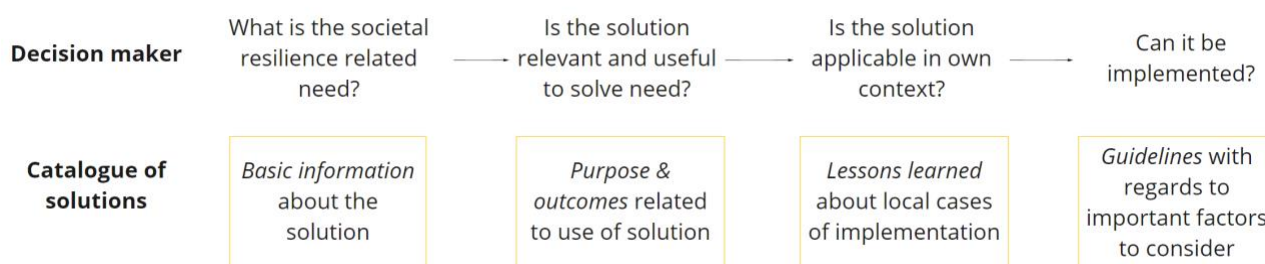 Decision maker
What is the societal
resilience related
need?
Is the solution
relevant and useful
to solve need?
Is the solution
applicable in own
context?
Can it be
implemented?
Catalogue of
solutions
Basic information
about the
solution
Purpose &
outcomes related
to use of solution
Lessons learned
about local cases
of implementation
Guidelines with
regards to
important factors
to consider